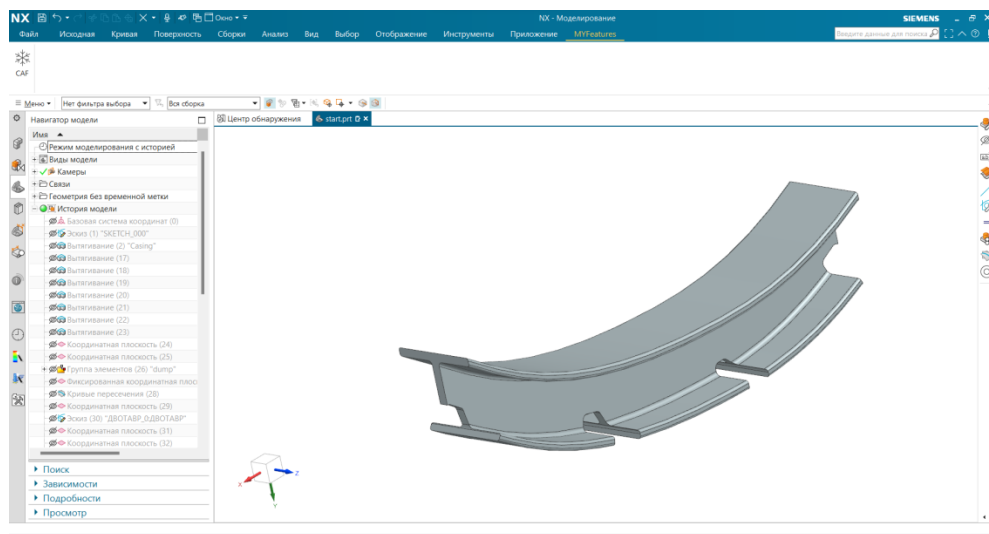 NX Окно NX - Моделирование SIEMENS
Файл Исходная Кривая Поверхность Сборки Анализ Вид Выбор Отображение Инструменты Приложение MYFeatures Введите данные для поиска
CAF
Меню Нет фильтра выбора Вся сборка
Навигатор модели
Центр обнаружения start.prt
Имя
Режим моделирования с историей
Виды модели
Камеры
Связи
Геометрия без временной метки
История модели
Базовая система координат (0)
Эскиз (1) "SKETCH_000"
Вытягивание (2) "Casing"
Вытягивание (17)
Вытягивание (18)
Вытягивание (19)
Вытягивание (20)
Вытягивание (21)
Вытягивание (22)
Вытягивание (23)
Координатная плоскость (24)
Координатная плоскость (25)
Группа элементов (26) "dump"
Фиксированная координатная плос
Кривые пересечения (28)
Координатная плоскость (29)
Эскиз (30) "ДВОТАВР_0:ДВОТАВР"
Координатная плоскость (31)
Координатная плоскость (32)
Поиск
Зависимости
Подробности
Просмотр
X
Y
Z